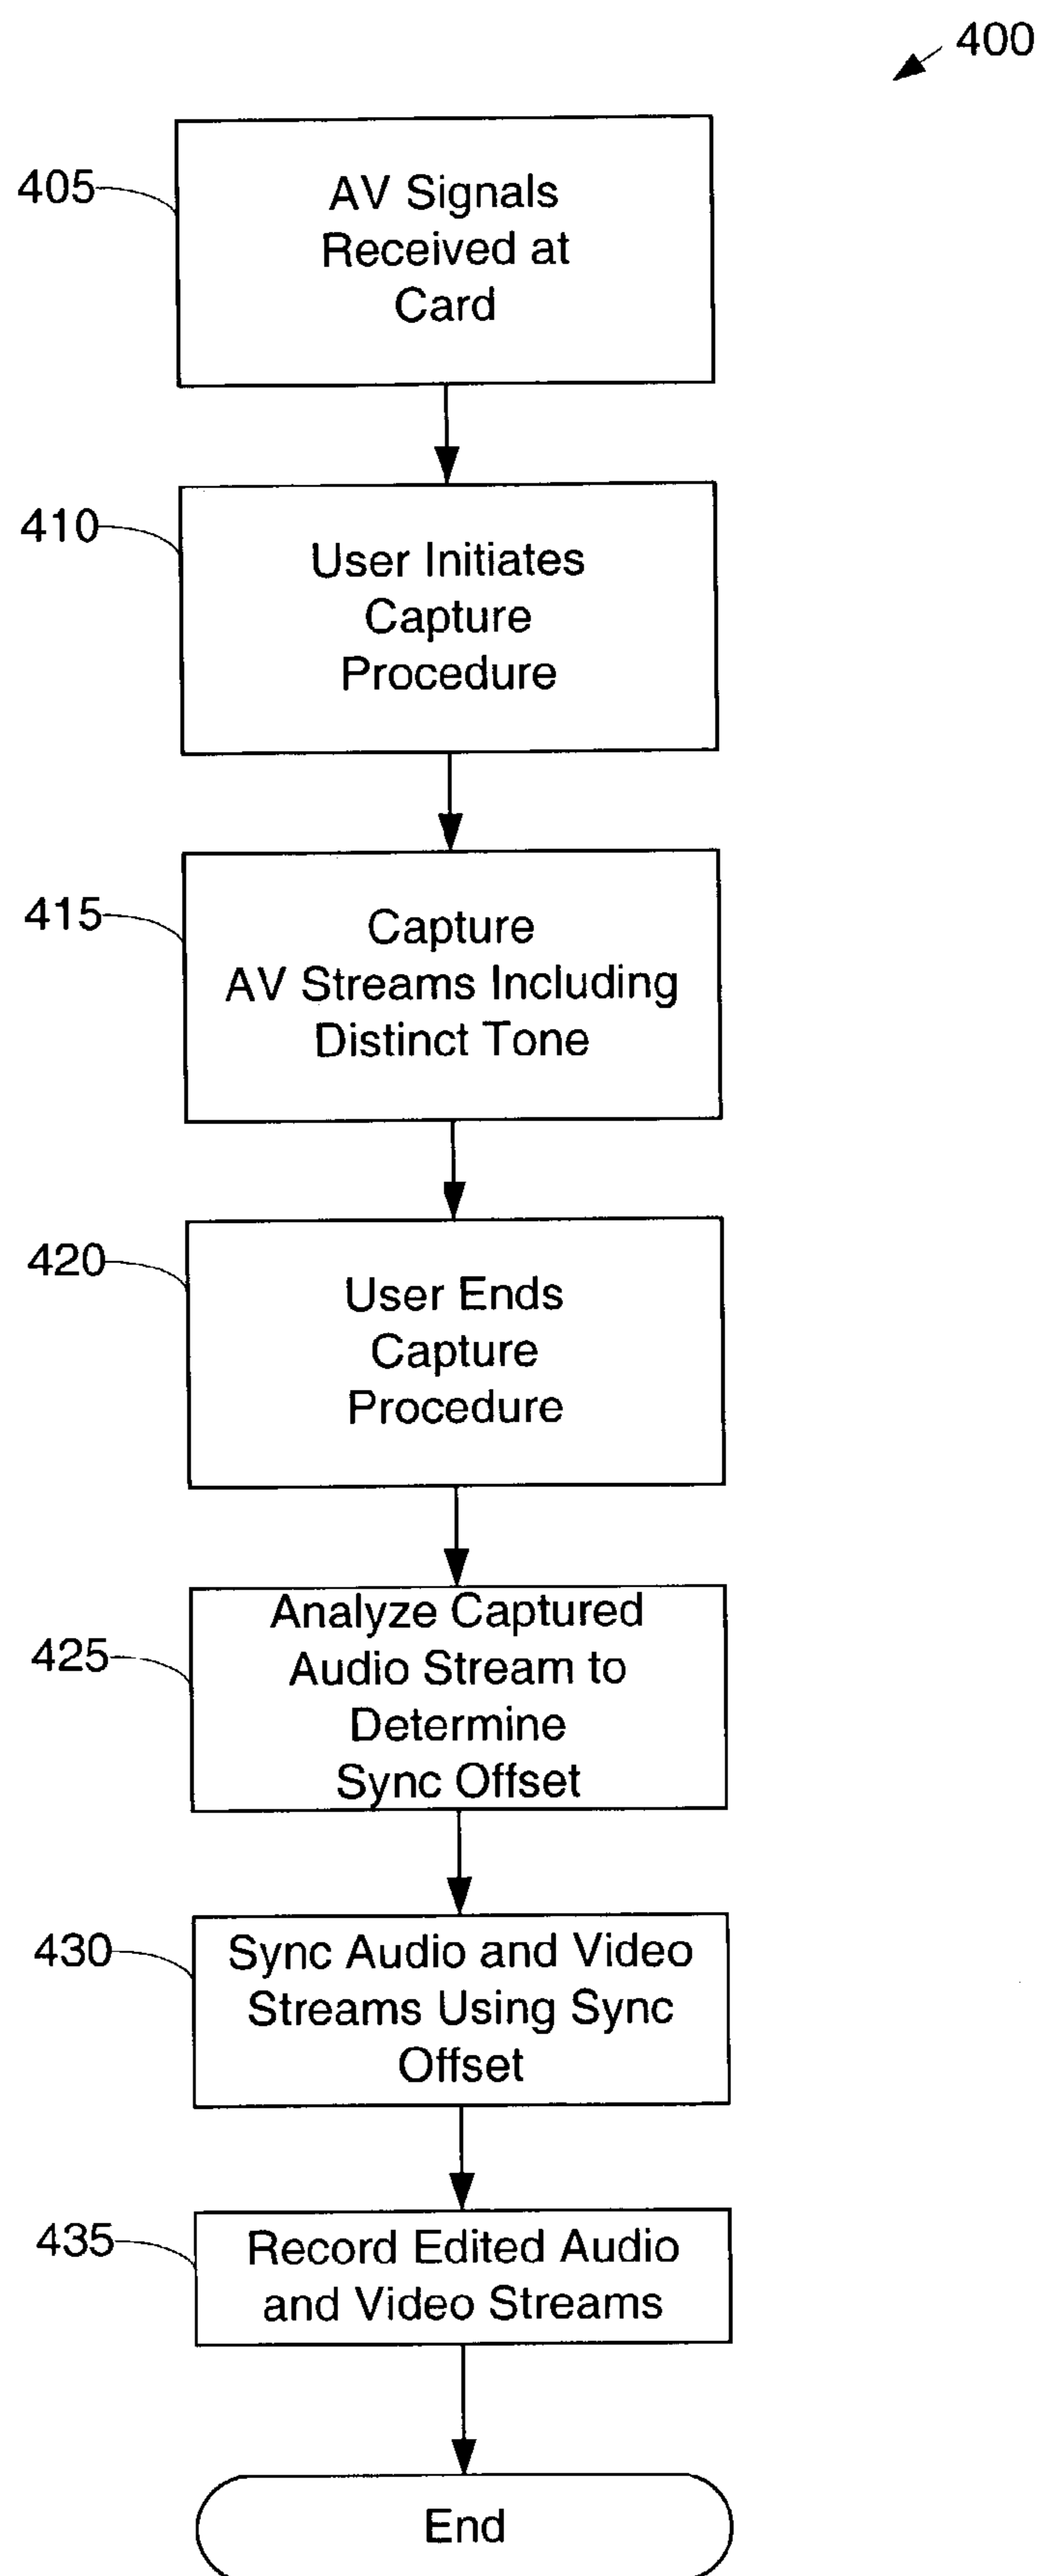 400
405
AV Signals
Received at
Card
410
User Initiates
Capture
Procedure
415
Capture
AV Streams Including
Distinct Tone
420
User Ends
Capture
Procedure
425
Analyze Captured
Audio Stream to
Determine
Sync Offset
430
Sync Audio and Video
Streams Using Sync
Offset
435
Record Edited Audio
and Video Streams
End